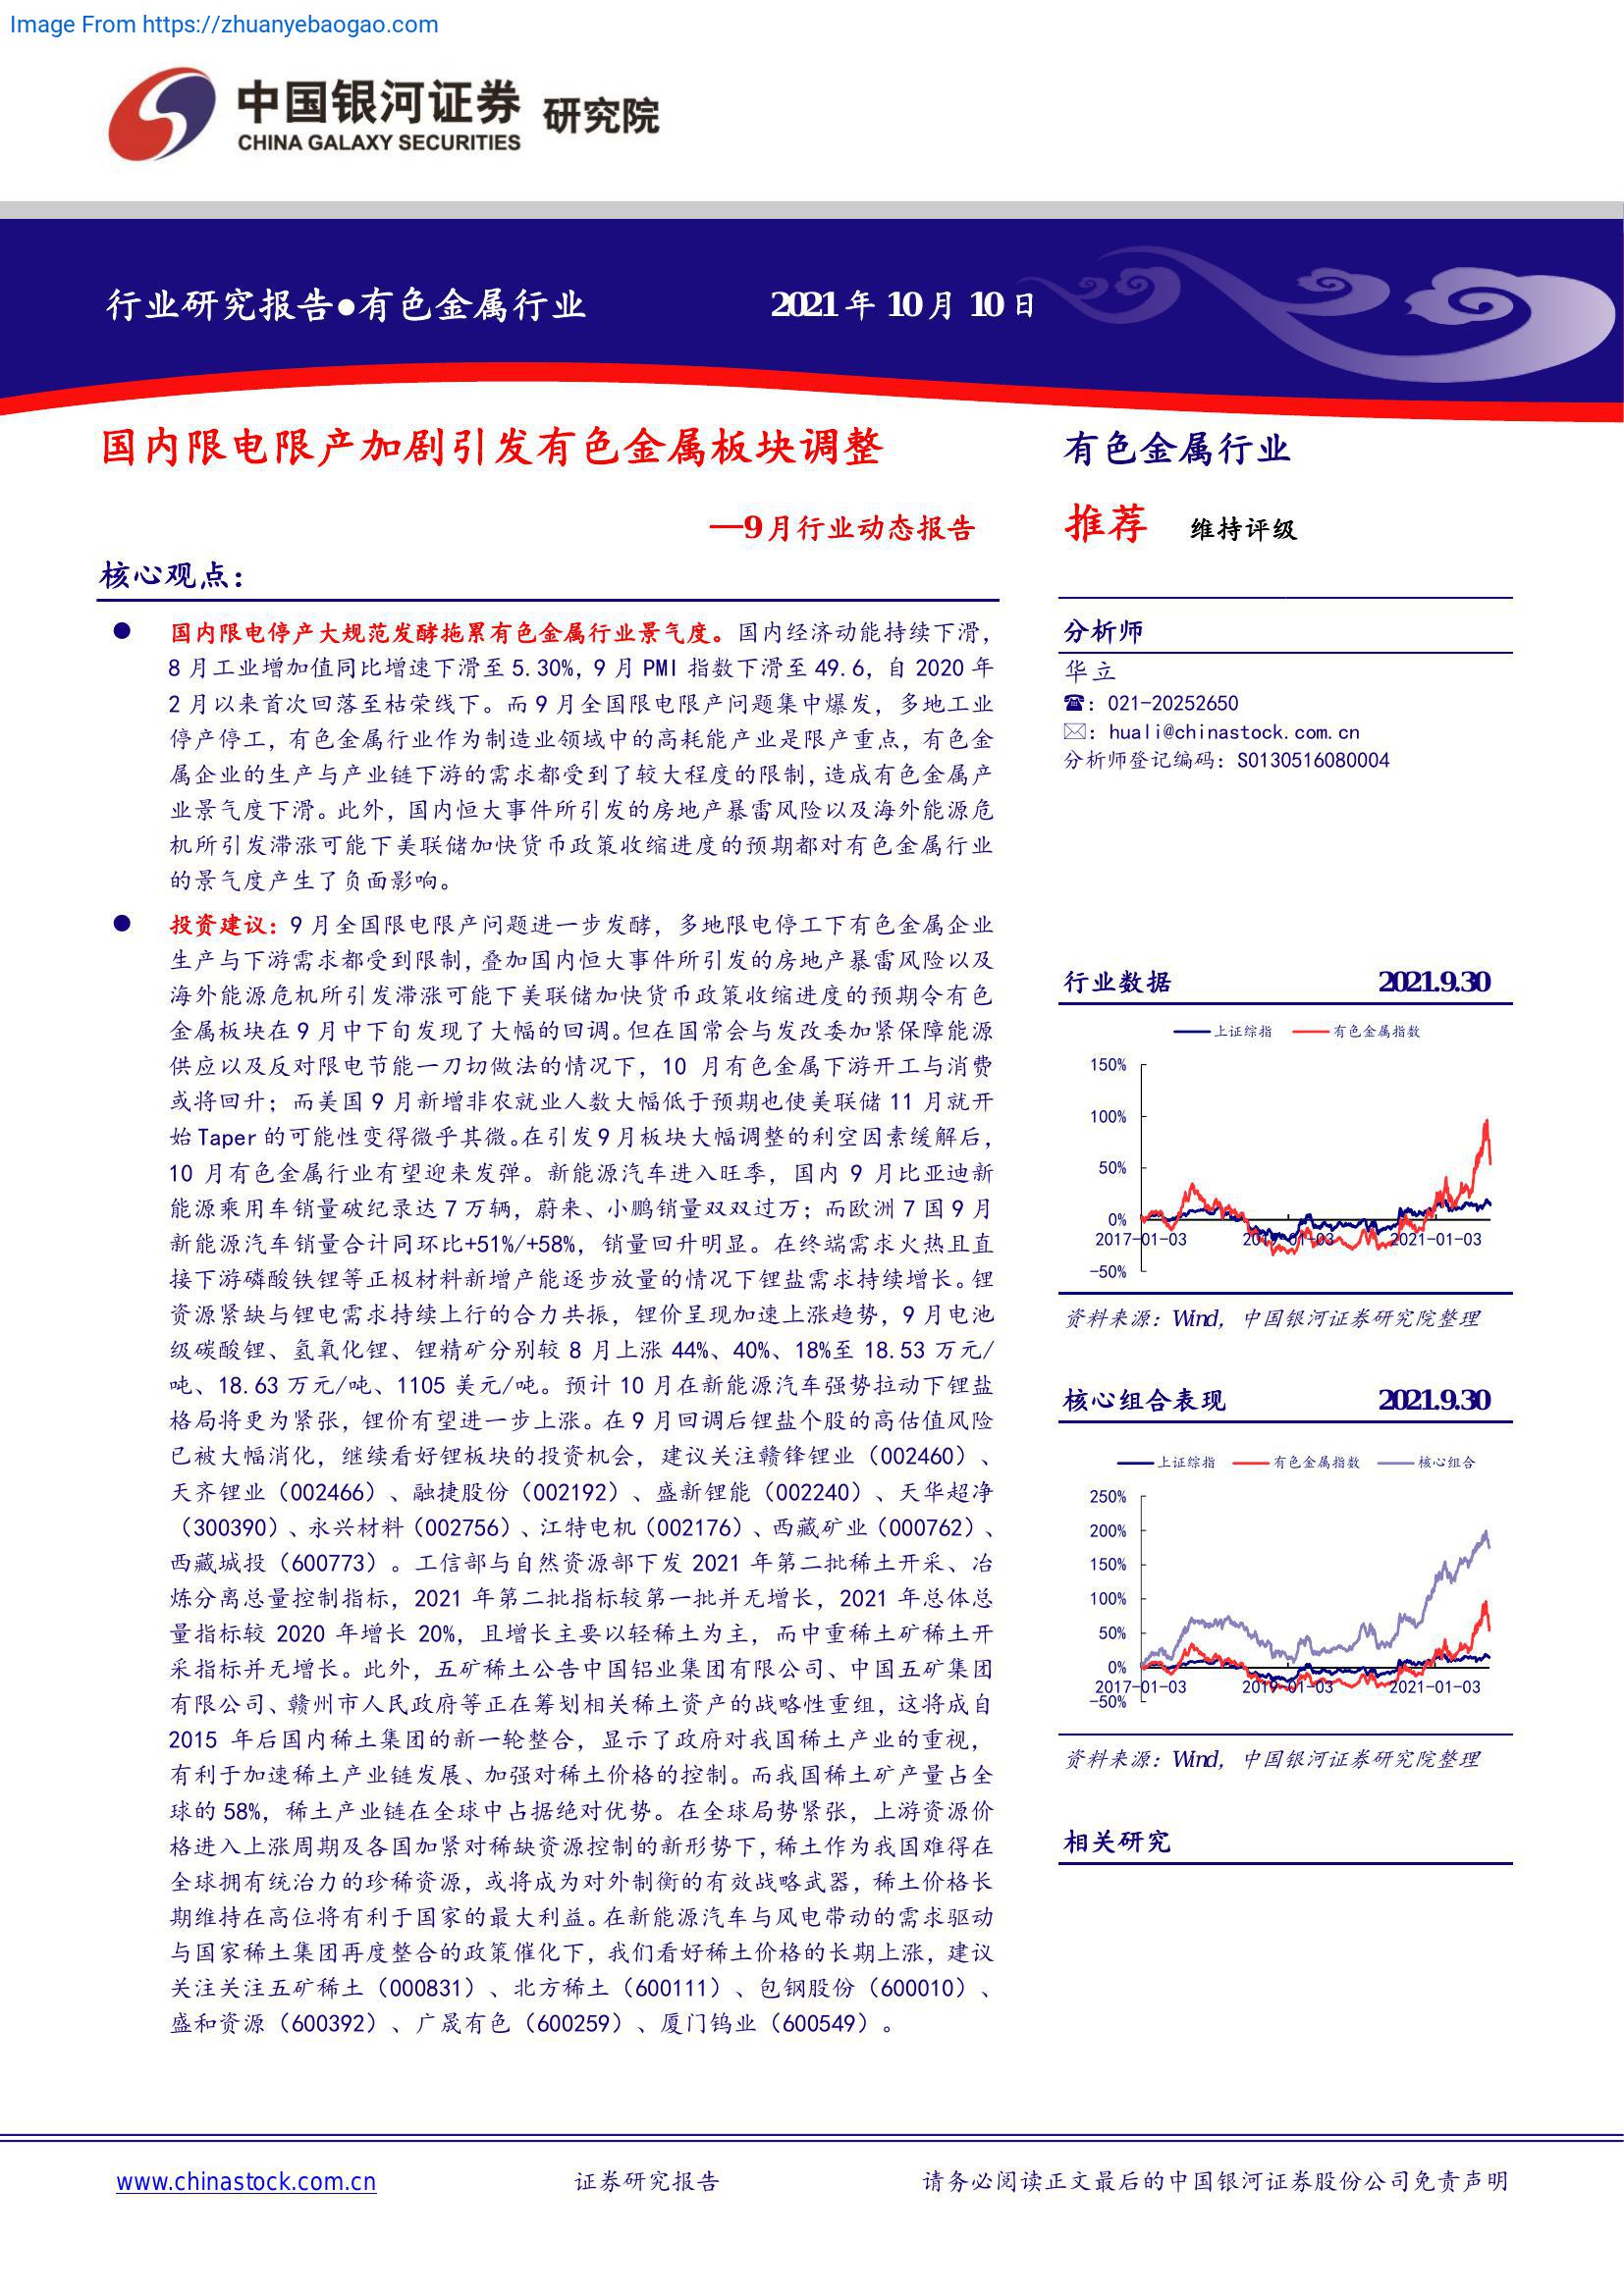 Image From https://zhuanyebaogao.com
中国银河证券 研究院
CHINA GALAXY SECURITIES
行业研究报告●有色金属行业 2021年10月10日
国内限电限产加剧引发有色金属板块调整
—9月行业动态报告
核心观点：
● 国内限电停产大规范发酵拖累有色金属行业景气度。国内经济动能持续下滑，
8月工业增加值同比增速下滑至5.30%，9月PMI指数下滑至49.6，自2020年
2月以来首次回落至枯荣线下。而9月全国限电限产问题集中爆发，多地工业
停产停工，有色金属行业作为制造业领域中的高耗能产业是限产重点，有色金
属企业的生产与产业链下游的需求都受到了较大程度的限制，造成有色金属产
业景气度下滑。此外，国内恒大事件所引发的房地产暴雷风险以及海外能源危
机所引发滞涨可能下美联储加快货币政策收缩进度的预期都对有色金属行业
的景气度产生了负面影响。
● 投资建议：9月全国限电限产问题进一步发酵，多地限电停工下有色金属企业
生产与下游需求都受到限制，叠加国内恒大事件所引发的房地产暴雷风险以及
海外能源危机所引发滞涨可能下美联储加快货币政策收缩进度的预期令有色
金属板块在9月中下旬发现了大幅的回调。但在国常会与发改委加紧保障能源
供应以及反对限电节能一刀切做法的情况下，10 月有色金属下游开工与消费
或将回升；而美国9月新增非农就业人数大幅低于预期也使美联储11月就开
始Taper的可能性变得微乎其微。在引发9月板块大幅调整的利空因素缓解后，
10 月有色金属行业有望迎来发弹。新能源汽车进入旺季，国内 9 月比亚迪新
能源乘用车销量破纪录达7万辆，蔚来、小鹏销量双双过万；而欧洲7国9月
新能源汽车销量合计同环比+51%/+58%，销量回升明显。在终端需求火热且直
接下游磷酸铁锂等正极材料新增产能逐步放量的情况下锂盐需求持续增长。锂
资源紧缺与锂电需求持续上行的合力共振，锂价呈现加速上涨趋势，9月电池
级碳酸锂、氢氧化锂、锂精矿分别较8月上涨44%、40%、18%至18.53万元/
吨、18.63万元/吨、1105美元/吨。预计10月在新能源汽车强势拉动下锂盐
格局将更为紧张，锂价有望进一步上涨。在9月回调后锂盐个股的高估值风险
已被大幅消化，继续看好锂板块的投资机会，建议关注赣锋锂业（002460）、
天齐锂业（002466）、融捷股份（002192）、盛新锂能（002240）、天华超净
（300390）、永兴材料（002756）、江特电机（002176）、西藏矿业（000762）、
西藏城投（600773）。工信部与自然资源部下发2021年第二批稀土开采、冶
炼分离总量控制指标，2021年第二批指标较第一批并无增长，2021年总体总
量指标较 2020 年增长 20%，且增长主要以轻稀土为主，而中重稀土矿稀土开
采指标并无增长。此外，五矿稀土公告中国铝业集团有限公司、中国五矿集团
有限公司、赣州市人民政府等正在筹划相关稀土资产的战略性重组，这将成自
2015 年后国内稀土集团的新一轮整合，显示了政府对我国稀土产业的重视，
有利于加速稀土产业链发展、加强对稀土价格的控制。而我国稀土矿产量占全
球的58%，稀土产业链在全球中占据绝对优势。在全球局势紧张，上游资源价
格进入上涨周期及各国加紧对稀缺资源控制的新形势下，稀土作为我国难得在
全球拥有统治力的珍稀资源，或将成为对外制衡的有效战略武器，稀土价格长
期维持在高位将有利于国家的最大利益。在新能源汽车与风电带动的需求驱动
与国家稀土集团再度整合的政策催化下，我们看好稀土价格的长期上涨，建议
关注关注五矿稀土（000831）、北方稀土（600111）、包钢股份（600010）、
盛和资源（600392）、广晟有色（600259）、厦门钨业（600549）。
有色金属行业
推荐 维持评级
分析师
华立
☎：021-20252650
✉：huali@chinastock.com.cn
分析师登记编码：S0130516080004
行业数据 2021.9.30
上证综指 有色金属指数
150%
100%
50%
0%
2017-01-03 2019-01-03 2021-01-03
-50%
资料来源：Wind，中国银河证券研究院整理
核心组合表现 2021.9.30
上证综指 有色金属指数 核心组合
250%
200%
150%
100%
50%
0%
2017-01-03 2019-01-03 2021-01-03
-50%
资料来源：Wind，中国银河证券研究院整理
相关研究
www.chinastock.com.cn 证券研究报告 请务必阅读正文最后的中国银河证券股份公司免责声明